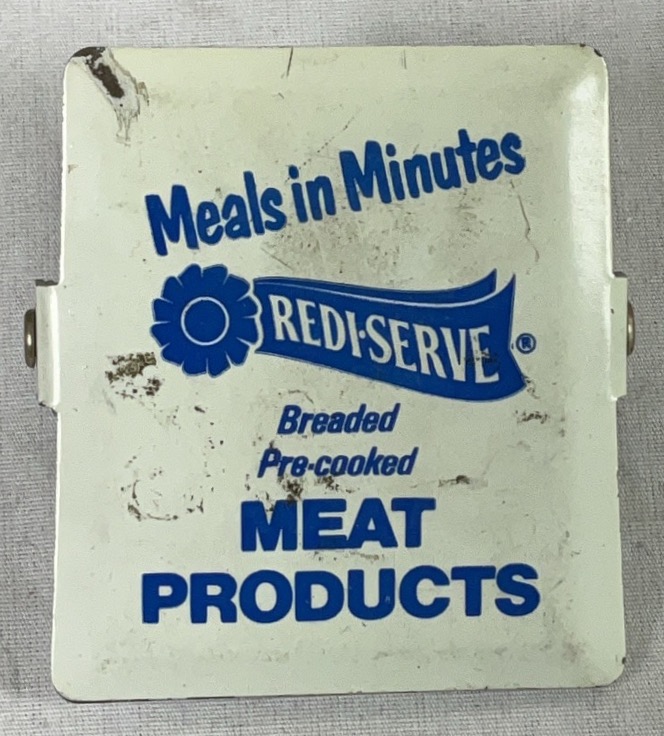 Meals in Minutes
REDI·SERVE®
Breaded
Pre-cooked
MEAT
PRODUCTS